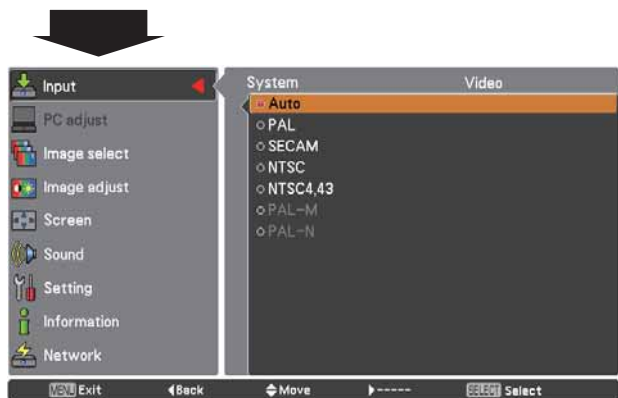 Input
PC adjust
Image select
Image adjust
Screen
Sound
Setting
Information
Network
System Video
Auto
PAL
SECAM
NTSC
NTSC4,43
PAL-M
PAL-N
MENU Exit Back Move ----- SELECT Select